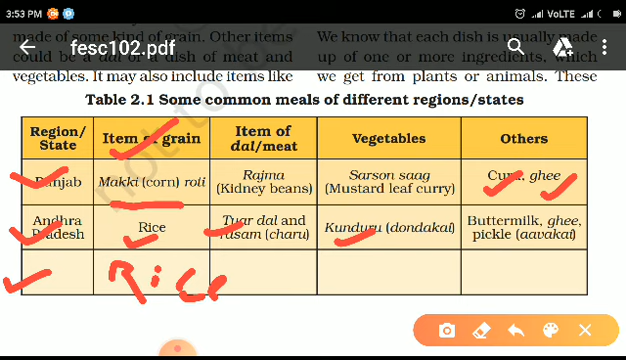 3:53 PM VoLTE
made of some kind of grain. Other items
could be a dal or a dish of meat and
vegetables. It may also include items like
We know that each dish is usually made
up of one or more ingredients, which
we get from plants or animals. These
fesc102.pdf
Table 2.1 Some common meals of different regions/states
Region/ State Item of grain Item of dal/meat Vegetables Others
Punjab Makki (corn) roti Rajma (Kidney beans) Sarson saag (Mustard leaf curry) Curd, ghee
Andhra Pradesh Rice Tuar dal and rasam (charu) Kunduru (dondakai) Buttermilk, ghee, pickle (aavakai)
Rice
not to be